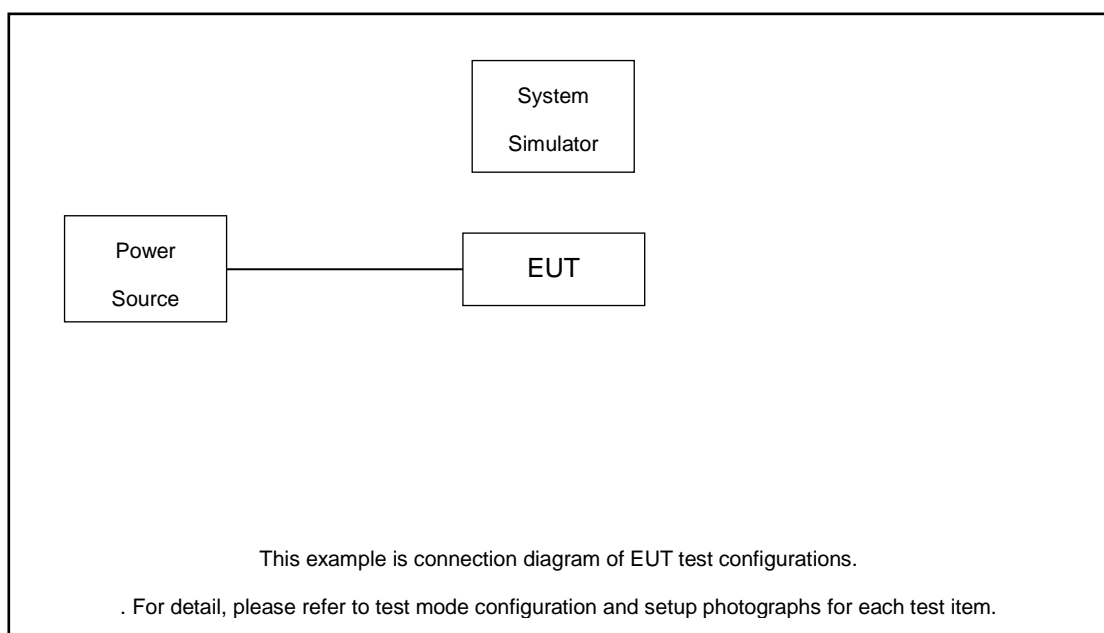 System
Simulator
Power
Source
EUT
This example is connection diagram of EUT test configurations.
. For detail, please refer to test mode configuration and setup photographs for each test item.